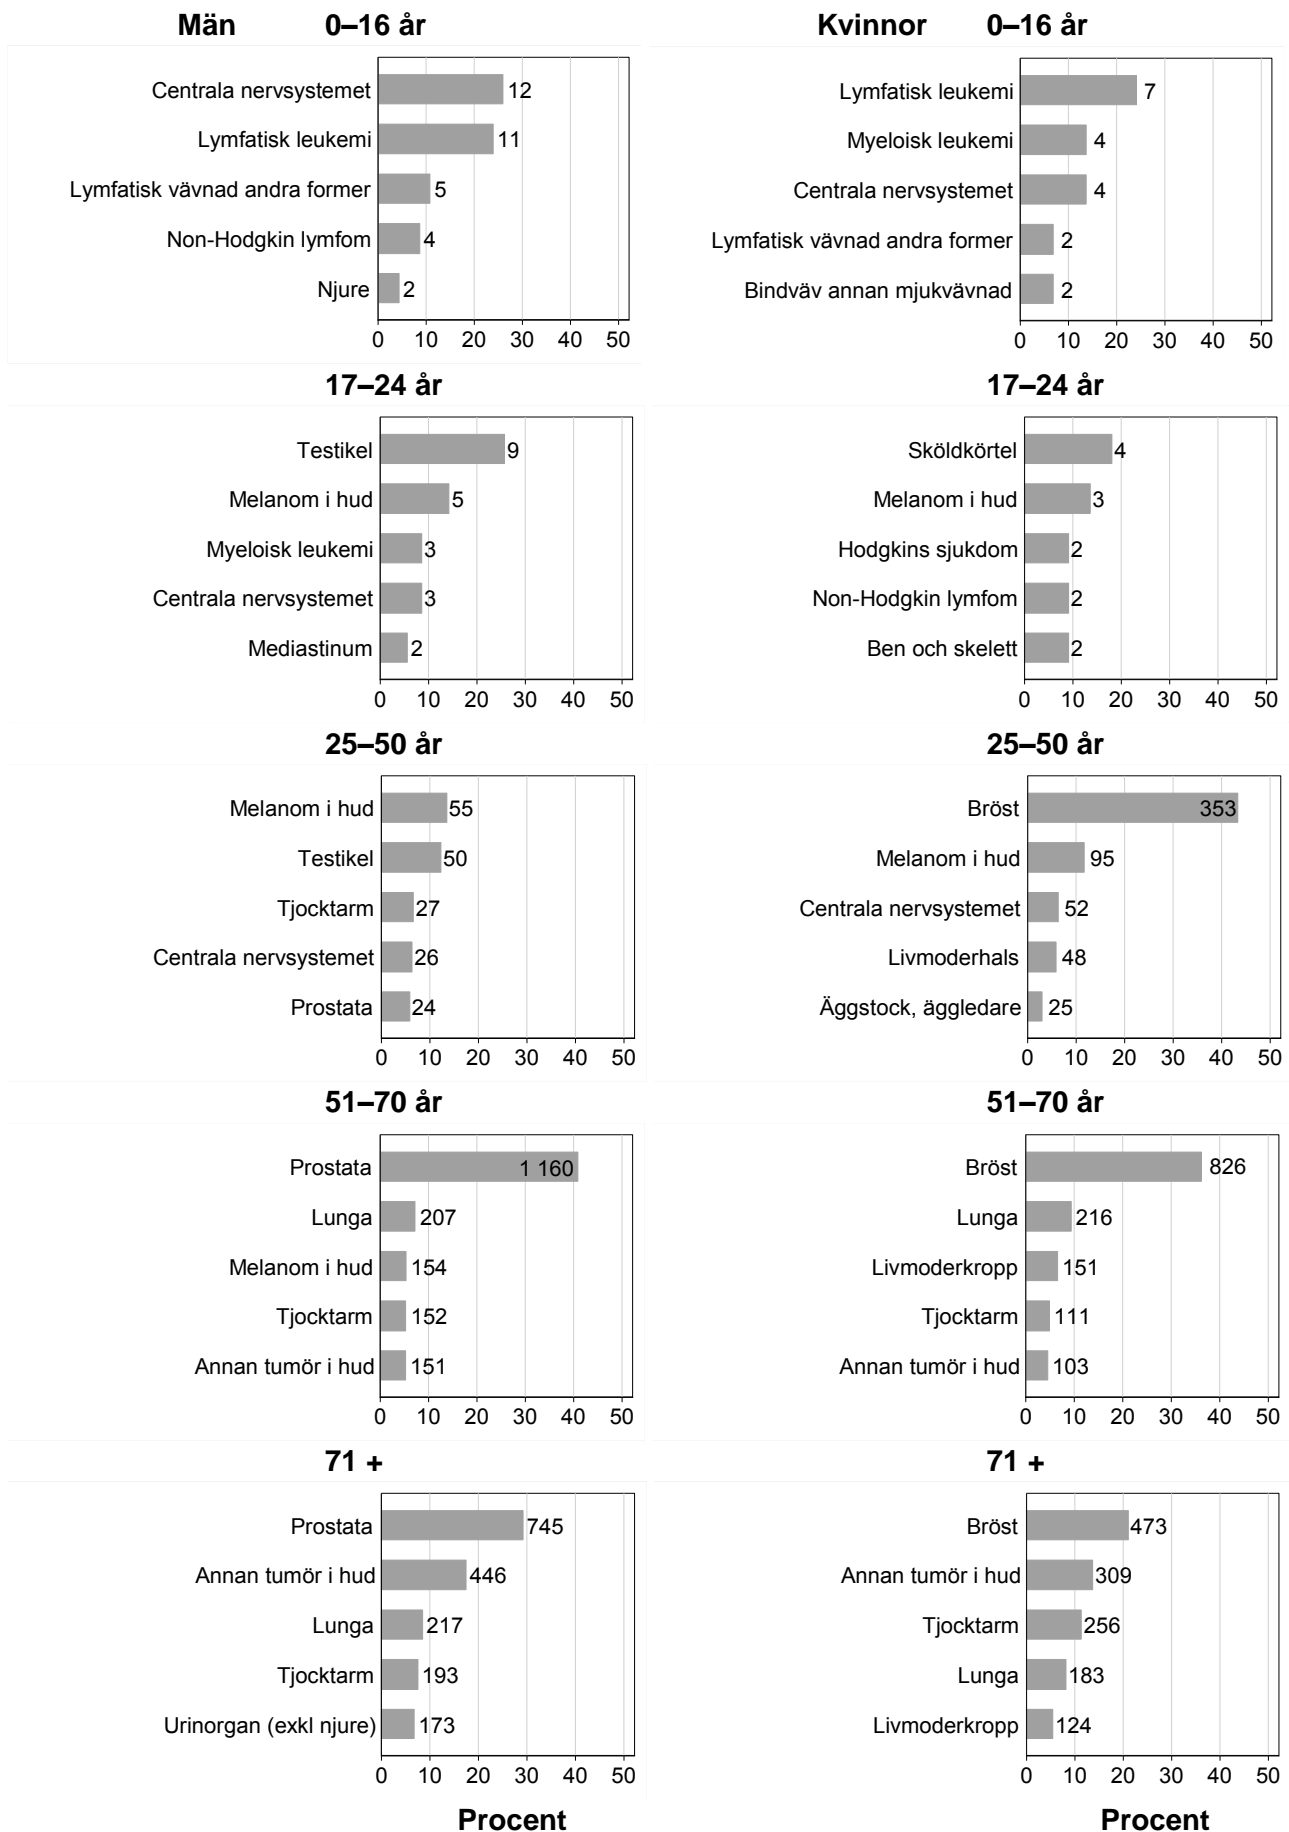 Män 0–16 år
Centrala nervsystemet 12
Lymfatisk leukemi 11
Lymfatisk vävnad andra former 5
Non-Hodgkin lymfom 4
Njure 2
0 10 20 30 40 50
Kvinnor 0–16 år
Lymfatisk leukemi 7
Myeloisk leukemi 4
Centrala nervsystemet 4
Lymfatisk vävnad andra former 2
Bindväv annan mjukvävnad 2
0 10 20 30 40 50
17–24 år
Testikel 9
Melanom i hud 5
Myeloisk leukemi 3
Centrala nervsystemet 3
Mediastinum 2
0 10 20 30 40 50
17–24 år
Sköldkörtel 4
Melanom i hud 3
Hodgkins sjukdom 2
Non-Hodgkin lymfom 2
Ben och skelett 2
0 10 20 30 40 50
25–50 år
Melanom i hud 55
Testikel 50
Tjocktarm 27
Centrala nervsystemet 26
Prostata 24
0 10 20 30 40 50
25–50 år
Bröst 353
Melanom i hud 95
Centrala nervsystemet 52
Livmoderhals 48
Äggstock, äggledare 25
0 10 20 30 40 50
51–70 år
Prostata 1 160
Lunga 207
Melanom i hud 154
Tjocktarm 152
Annan tumör i hud 151
0 10 20 30 40 50
51–70 år
Bröst 826
Lunga 216
Livmoderkropp 151
Tjocktarm 111
Annan tumör i hud 103
0 10 20 30 40 50
71 +
Prostata 745
Annan tumör i hud 446
Lunga 217
Tjocktarm 193
Urinorgan (exkl njure) 173
0 10 20 30 40 50
Procent
71 +
Bröst 473
Annan tumör i hud 309
Tjocktarm 256
Lunga 183
Livmoderkropp 124
0 10 20 30 40 50
Procent